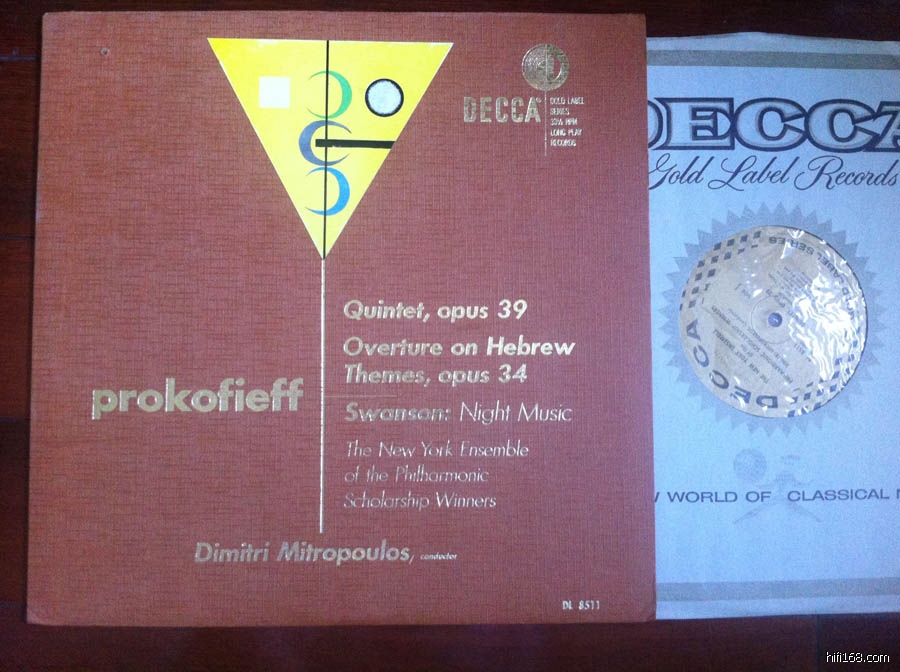 DECCA
GOLD LABEL
SERIES
33⅓ RPM
LONG PLAY
RECORDS
Quintet, opus 39
Overture on Hebrew
Themes, opus 34
prokofieff
Swanson: Night Music
The New York Ensemble
of the Philharmonic
Scholarship Winners
Dimitri Mitropoulos, conductor
DL 8511
DECCA
Gold Label Records
DECCA
WORLD OF CLASSICAL
hifi168.com